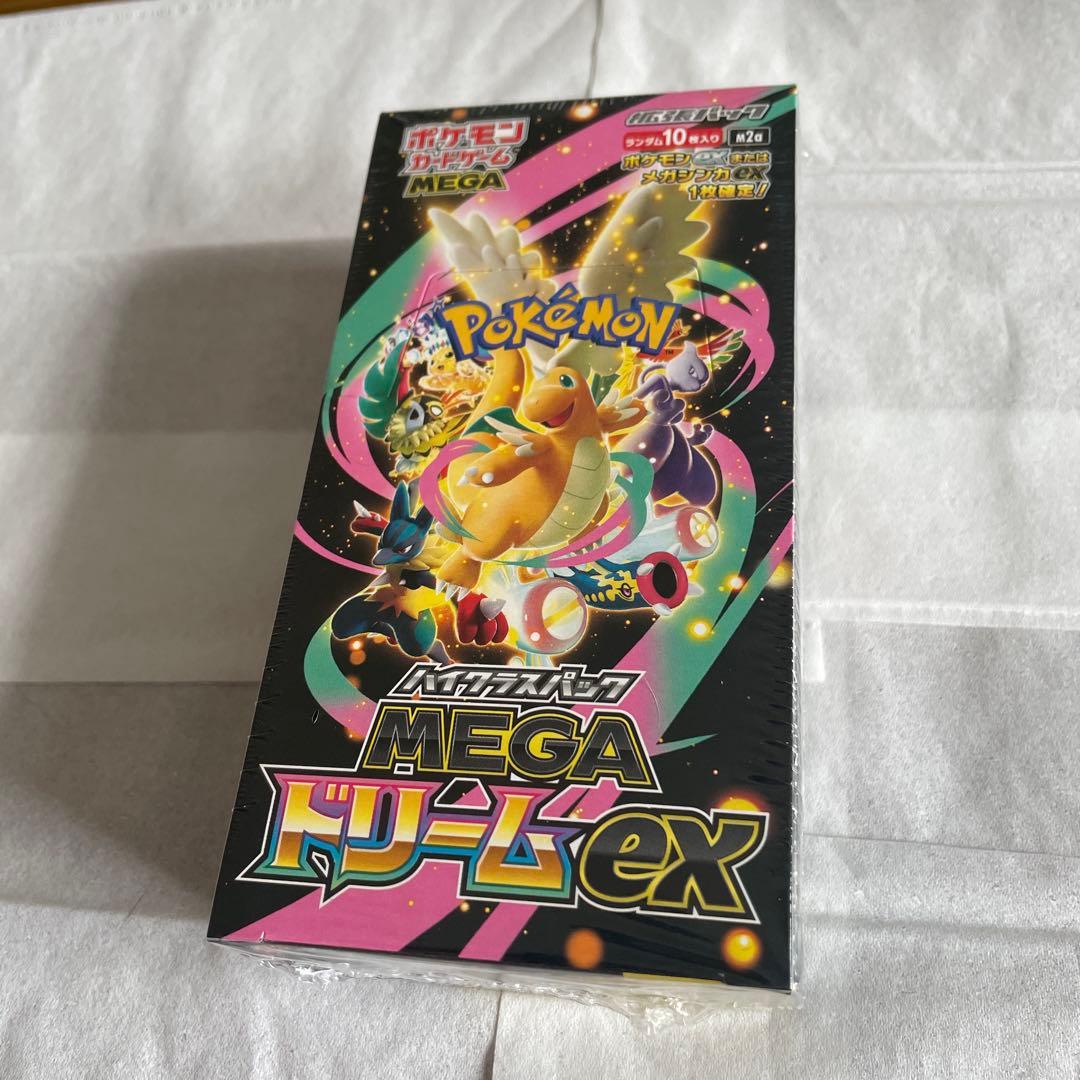 ポケモン
カードゲーム
MEGA
拡張パック
ランダム10枚入り
M2a
ポケモンexまたは
メガシンカex
1枚確定!
POKéMON
TM
ハイクラスパック
MEGA
ドリームex